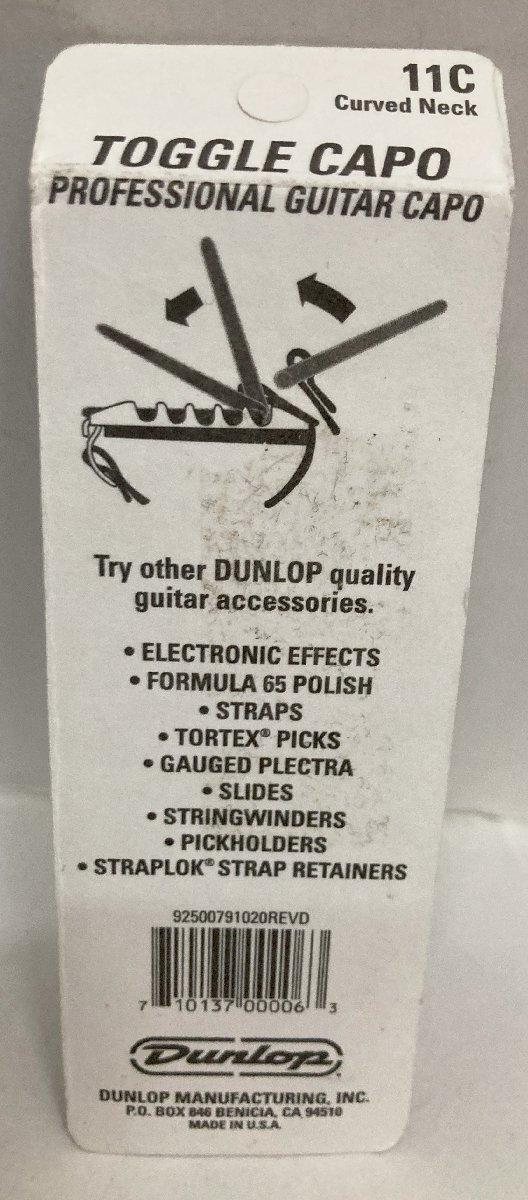 11C
Curved Neck
TOGGLE CAPO
PROFESSIONAL GUITAR CAPO
Try other DUNLOP quality
guitar accessories.
• ELECTRONIC EFFECTS
• FORMULA 65 POLISH
• STRAPS
• TORTEX® PICKS
• GAUGED PLECTRA
• SLIDES
• STRINGWINDERS
• PICKHOLDERS
• STRAPLOK® STRAP RETAINERS
92500791020REVD
7 10137 00006 3
Dunlop
DUNLOP MANUFACTURING, INC.
P.O. BOX 846 BENICIA, CA 94510
MADE IN U.S.A.